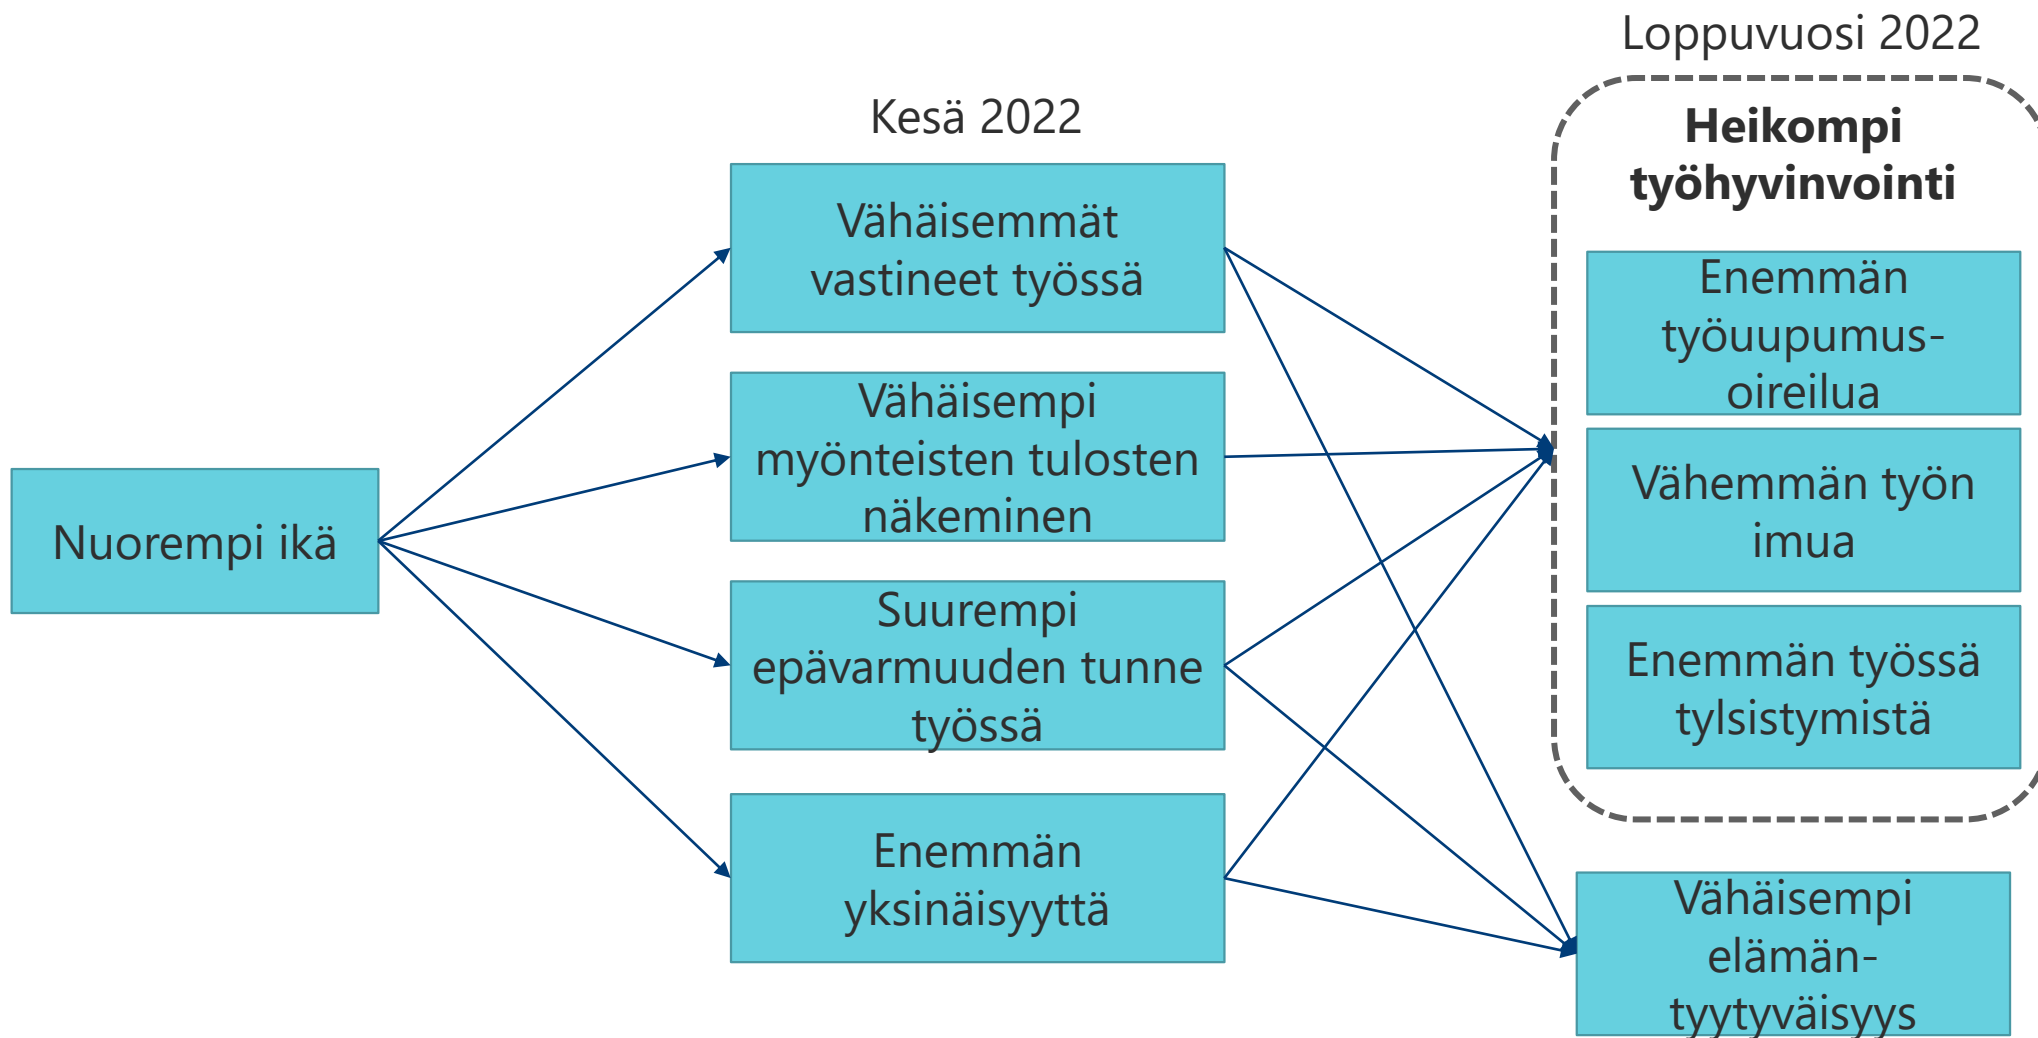 Nuorempi ikä
Kesä 2022
Vähäisemmät
vastineet työssä
Vähäisempi
myönteisten tulosten
näkeminen
Suurempi
epävarmuuden tunne
työssä
Enemmän
yksinäisyyttä
Loppuvuosi 2022
Heikompi
työhyvinvointi
Enemmän
työuupumus-
oireilua
Vähemmän työn
imua
Enemmän työssä
tylsistymistä
Vähäisempi
elämän-
tyytyväisyys